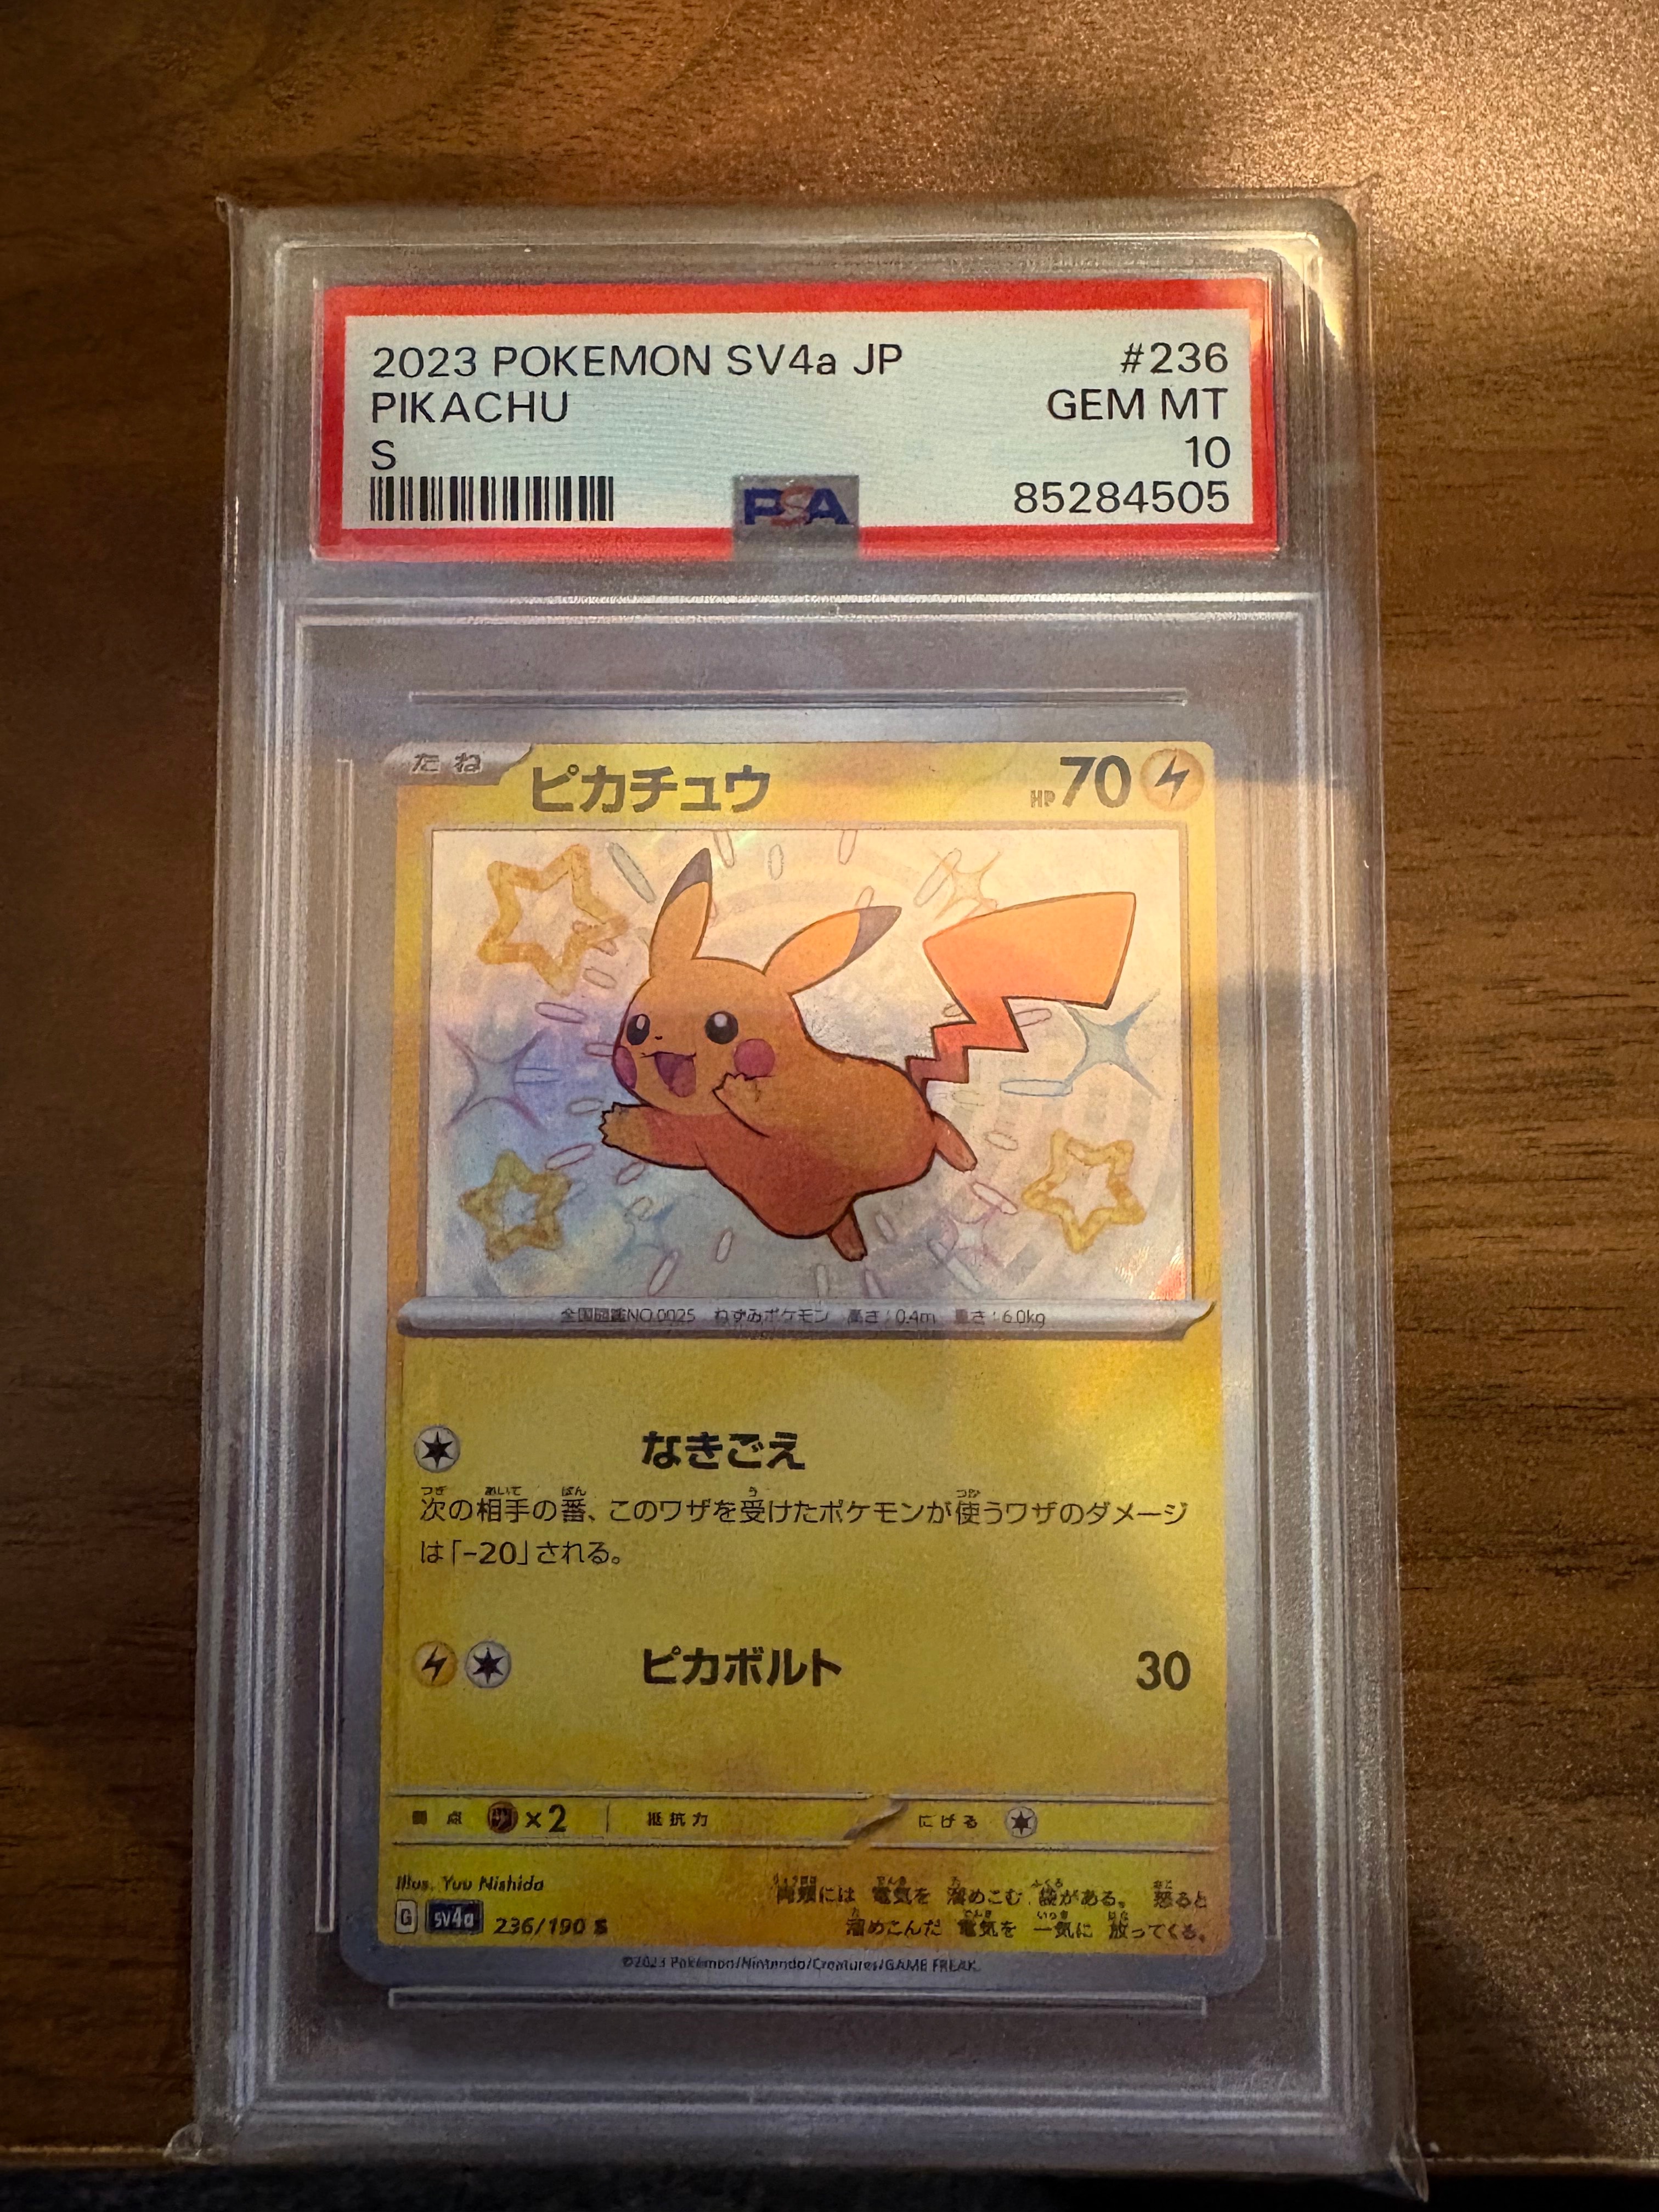 2023 POKEMON SV4a JP #236
PIKACHU GEM MT
S 10
PSA 85284505
たね ピカチュウ HP 70
全国図鑑NO.0025 ねずみポケモン 高さ:0.4m 重さ:6.0kg
なきごえ
次の相手の番、このワザを受けたポケモンが使うワザのダメージ
は「-20」される。
ピカボルト 30
弱点 ×2 抵抗力 にげる
Illus. Yuu Nishida
両頬には 電気を 溜めこむ 袋がある。 怒ると
G sv4a 236/190 S
溜めこんだ 電気を 一気に 放ってくる。
©2023 Pokémon/Nintendo/Creatures/GAME FREAK.